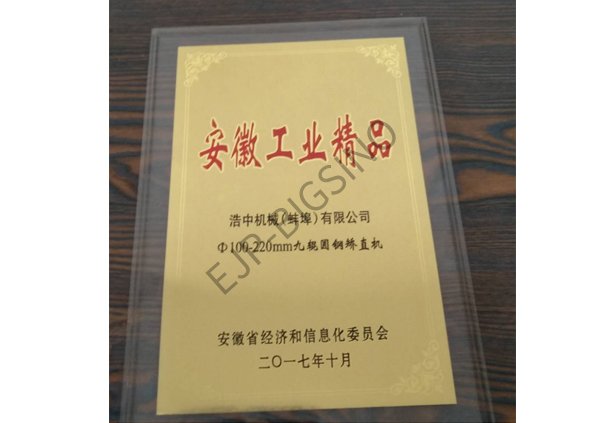 安徽工业精品
浩中机械(蚌埠)有限公司
Φ100-220mm九辊圆钢矫直机
安徽省经济和信息化委员会
二〇一七年十月
EJP-BIGSINO